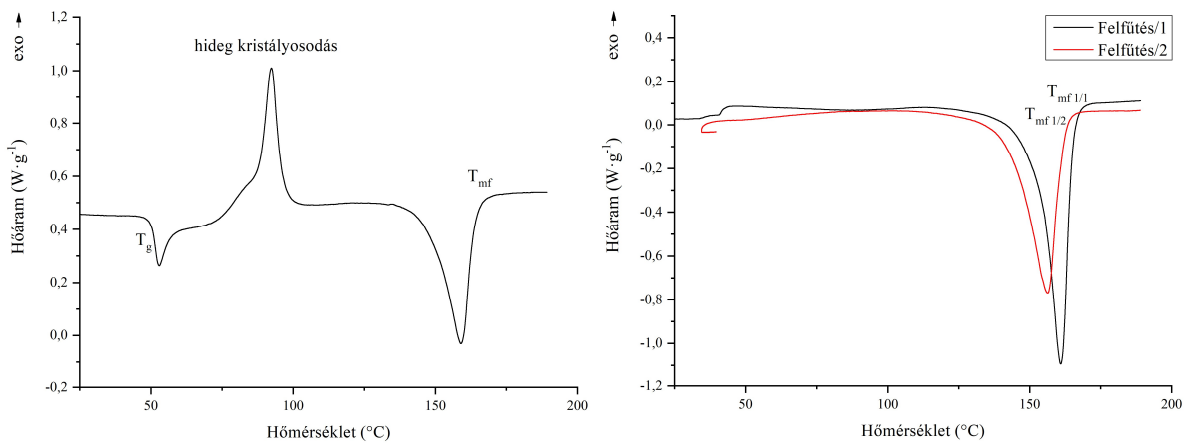 exo
1,2
1,0
0,8
0,6
0,4
0,2
0,0
-0,2
Hőáram (W·g-1)
hideg kristályosodás
Tg
Tmf
50
100
150
200
Hőmérséklet (°C)
exo
0,4
0,2
0,0
-0,2
-0,4
-0,6
-0,8
-1,0
-1,2
Hőáram (W·g-1)
Felfűtés/1
Felfűtés/2
Tmf 1/1
Tmf 1/2
50
100
150
200
Hőmérséklet (°C)